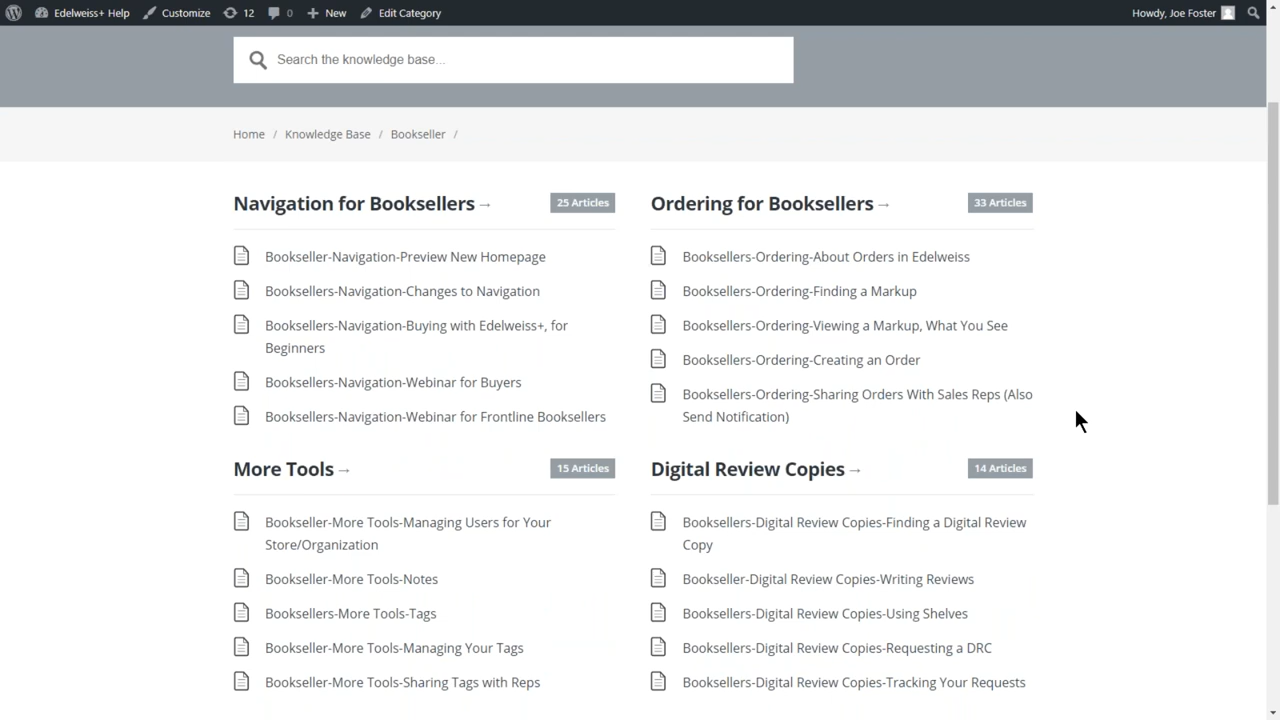 Edelweiss+ Help Customize 12 0 New Edit Category Howdy, Joe Foster
Search the knowledge base...
Home / Knowledge Base / Bookseller /
Navigation for Booksellers → 25 Articles
Bookseller-Navigation-Preview New Homepage
Booksellers-Navigation-Changes to Navigation
Booksellers-Navigation-Buying with Edelweiss+, for
Beginners
Booksellers-Navigation-Webinar for Buyers
Booksellers-Navigation-Webinar for Frontline Booksellers
Ordering for Booksellers → 33 Articles
Booksellers-Ordering-About Orders in Edelweiss
Booksellers-Ordering-Finding a Markup
Booksellers-Ordering-Viewing a Markup, What You See
Booksellers-Ordering-Creating an Order
Booksellers-Ordering-Sharing Orders With Sales Reps (Also
Send Notification)
More Tools → 15 Articles
Bookseller-More Tools-Managing Users for Your
Store/Organization
Bookseller-More Tools-Notes
Booksellers-More Tools-Tags
Bookseller-More Tools-Managing Your Tags
Bookseller-More Tools-Sharing Tags with Reps
Digital Review Copies → 14 Articles
Booksellers-Digital Review Copies-Finding a Digital Review
Copy
Bookseller-Digital Review Copies-Writing Reviews
Booksellers-Digital Review Copies-Using Shelves
Booksellers-Digital Review Copies-Requesting a DRC
Booksellers-Digital Review Copies-Tracking Your Requests